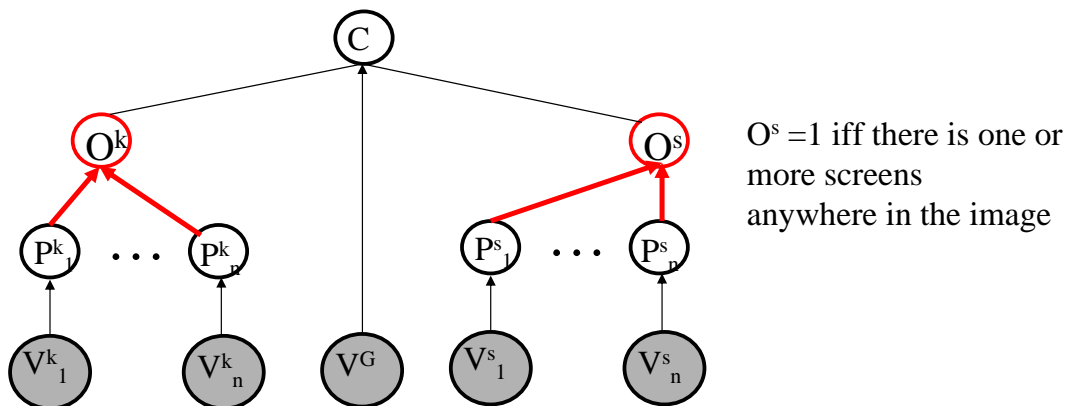 C
O^k
O^s
O^s =1 iff there is one or
more screens
anywhere in the image
P^k_1 ... P^k_n
P^s_1 ... P^s_n
V^k_1
V^k_n
V^G
V^s_1
V^s_n